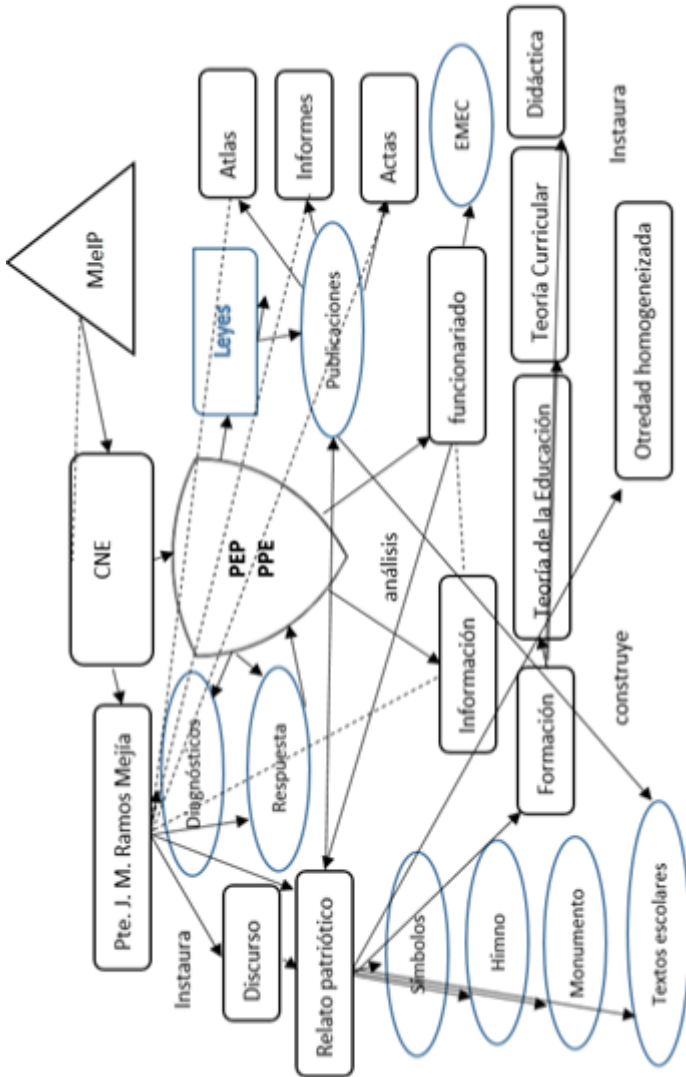 MJeIP
CNE
Pte. J. M. Ramos Mejía
Leyes
Atlas
PEP
PPE
Diagnósticos
Informes
Instaura
Respuesta
Publicaciones
Discurso
Actas
Relato patriótico
análisis
funcionariado
EMEC
Símbolos
Información
Himno
Formación
Teoría de la Educación
Teoría Curricular
Didáctica
Monumento
construye
Instaura
Textos escolares
Otredad homogeneizada